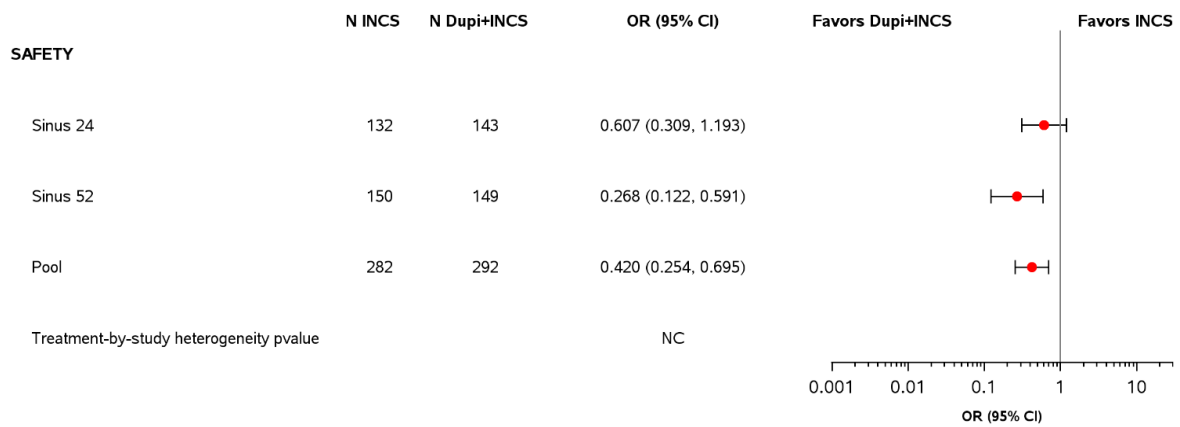 N INCS N Dupi+INCS OR (95% CI) Favors Dupi+INCS Favors INCS
SAFETY
Sinus 24 132 143 0.607 (0.309, 1.193)
Sinus 52 150 149 0.268 (0.122, 0.591)
Pool 282 292 0.420 (0.254, 0.695)
Treatment-by-study heterogeneity pvalue NC
0.001 0.01 0.1 1 10
OR (95% CI)